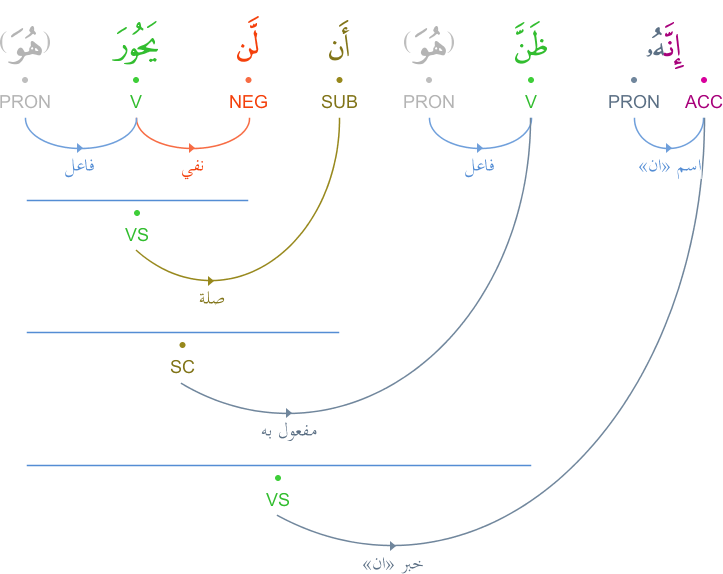 إِنَّهُۥ ظَنَّ (هُوَ) أَن لَّن يَحُورَ (هُوَ)
PRON V NEG SUB PRON V PRON ACC
فاعل نفي فاعل اسم «ان»
VS
صلة
SC
مفعول به
VS
خبر «ان»